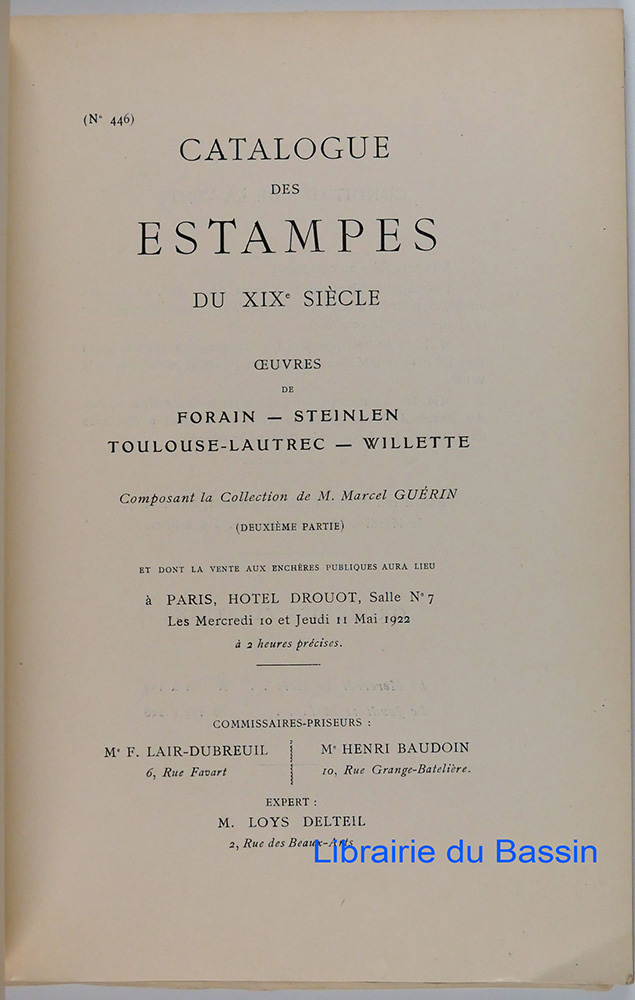 (N° 446)
CATALOGUE
DES
ESTAMPES
DU XIXe SIÈCLE
ŒUVRES
DE
FORAIN — STEINLEN
TOULOUSE-LAUTREC — WILLETTE
Composant la Collection de M. Marcel GUÉRIN
(DEUXIÈME PARTIE)
ET DONT LA VENTE AUX ENCHÈRES PUBLIQUES AURA LIEU
à PARIS, HOTEL DROUOT, Salle N° 7
Les Mercredi 10 et Jeudi 11 Mai 1922
à 2 heures précises.
COMMISSAIRES-PRISEURS :
Me F. LAIR-DUBREUIL
6, Rue Favart
Me HENRI BAUDOIN
10, Rue Grange-Batelière.
EXPERT :
M. LOYS DELTEIL
2, Rue des Beaux-Arts
Librairie du Bassin